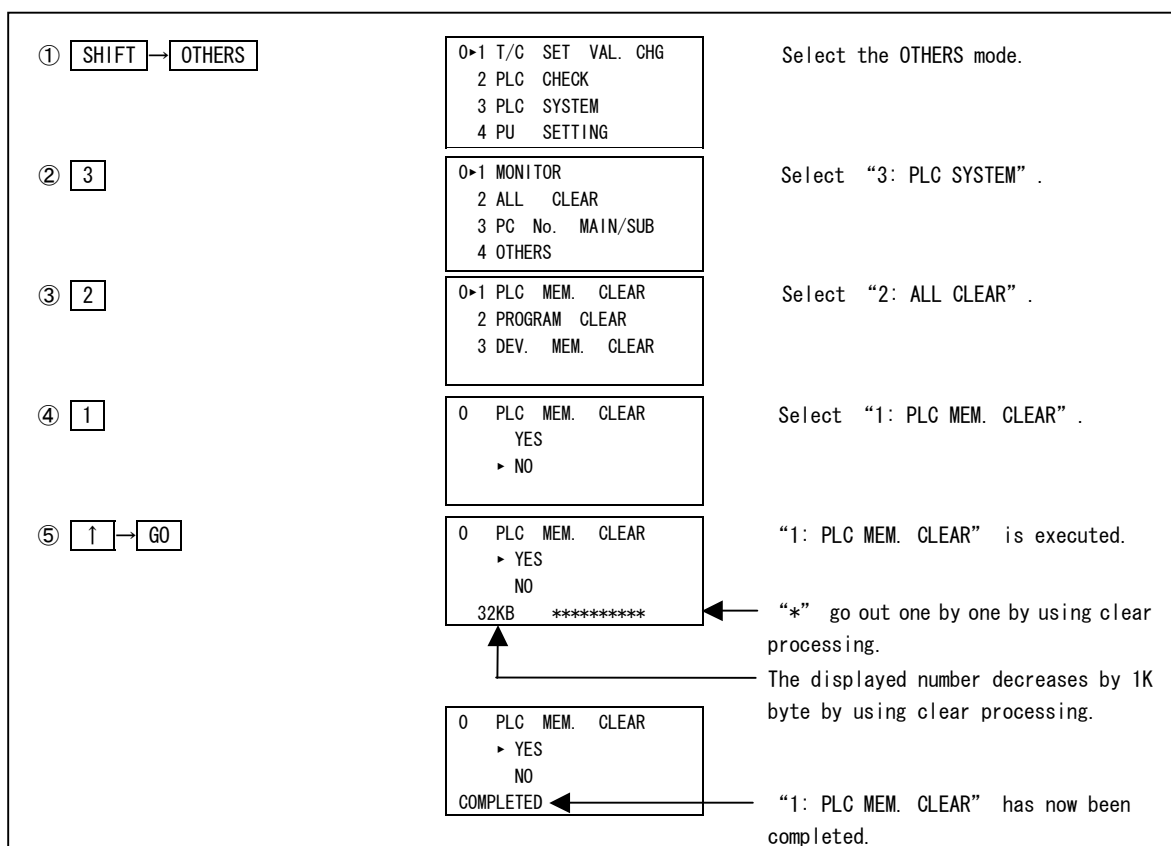 ① SHIFT → OTHERS
0▸1 T/C SET VAL. CHG
2 PLC CHECK
3 PLC SYSTEM
4 PU SETTING
Select the OTHERS mode.
② 3
0▸1 MONITOR
2 ALL CLEAR
3 PC No. MAIN/SUB
4 OTHERS
Select “3: PLC SYSTEM”.
③ 2
0▸1 PLC MEM. CLEAR
2 PROGRAM CLEAR
3 DEV. MEM. CLEAR
Select “2: ALL CLEAR”.
④ 1
0 PLC MEM. CLEAR
YES
▸ NO
Select “1: PLC MEM. CLEAR”.
⑤ ↑ → GO
0 PLC MEM. CLEAR
▸ YES
NO
32KB **********
“1: PLC MEM. CLEAR” is executed.
“*” go out one by one by using clear
processing.
The displayed number decreases by 1K
byte by using clear processing.
0 PLC MEM. CLEAR
▸ YES
NO
COMPLETED
“1: PLC MEM. CLEAR” has now been
completed.